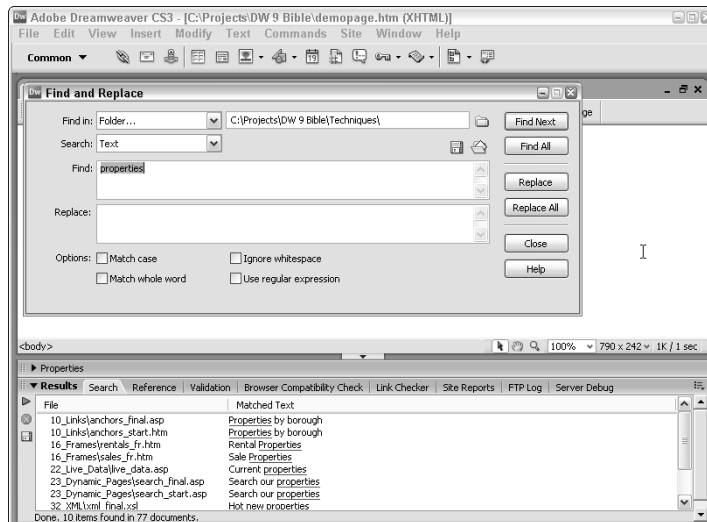 Adobe Dreamweaver CS3 - [C:\Projects\DW 9 Bible\demopage.htm (XHTML)]
File Edit View Insert Modify Text Commands Site Window Help
Common
Find and Replace
Find in: Folder... C:\Projects\DW 9 Bible\Techniques\ Find Next
Search: Text Find All
Find: properties
Replace
Replace: Replace All
Close
Options: Match case Ignore whitespace
Match whole word Use regular expression Help
<body> 100% 790 x 242 1K / 1 sec
Properties
Results Search Reference Validation Browser Compatibility Check Link Checker Site Reports FTP Log Server Debug
File Matched Text
10_Links\anchors_final.asp Properties by borough
10_Links\anchors_start.htm Properties by borough
16_Frames\rentals_fr.htm Rental Properties
16_Frames\sales_fr.htm Sale Properties
22_Live_Data\live_data.asp Current properties
23_Dynamic_Pages\search_final.asp Search our properties
23_Dynamic_Pages\search_start.asp Search our properties
32_XML\xml_final.xsl Hot new properties
Done. 10 items found in 77 documents.